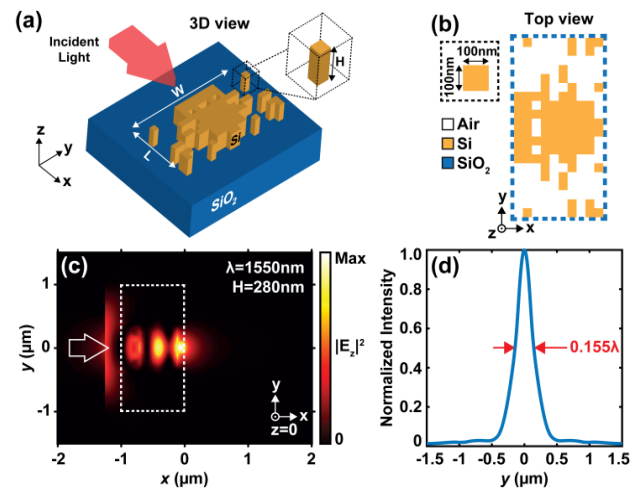 (a)
3D view
Incident
Light
W
H
L
Si
SiO2
z
y
x
(b)
Top view
100nm
100nm
Air
Si
SiO2
y
z
x
(c)
λ=1550nm
H=280nm
y (µm)
1
0
-1
-2
-1
0
1
2
x (µm)
y
x
z=0
Max
|Ez|²
0
(d)
Normalized Intensity
1.0
0.8
0.6
0.4
0.2
0
0.155λ
-1.5
-1
-0.5
0
0.5
1
1.5
y (µm)